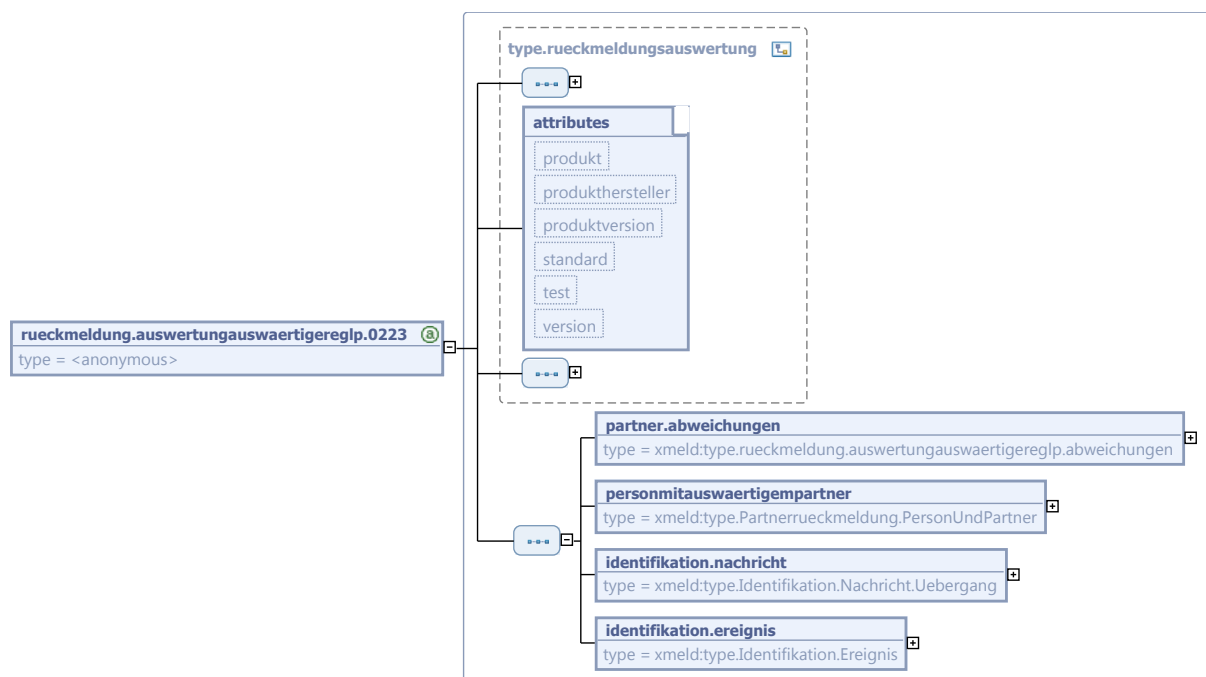 type.rueckmeldungsauswertung
attributes
produkt
produkthersteller
produktversion
standard
test
version
rueckmeldung.auswertungauswaertigereglp.0223 a
type = <anonymous>
partner.abweichungen
type = xmeld:type.rueckmeldung.auswertungauswaertigereglp.abweichungen
personmitauswaertigempartner
type = xmeld:type.Partnerrueckmeldung.PersonUndPartner
identifikation.nachricht
type = xmeld:type.Identifikation.Nachricht.Uebergang
identifikation.ereignis
type = xmeld:type.Identifikation.Ereignis